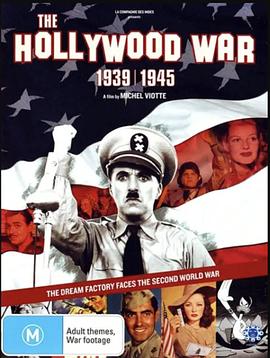 LA COMPAGNIE DES INDES
presents
THE
HOLLYWOOD WAR
1939 | 1945
A film by MICHEL VIOTTE
THE DREAM FACTORY FACES THE SECOND WORLD WAR
M
Adult themes,
War footage